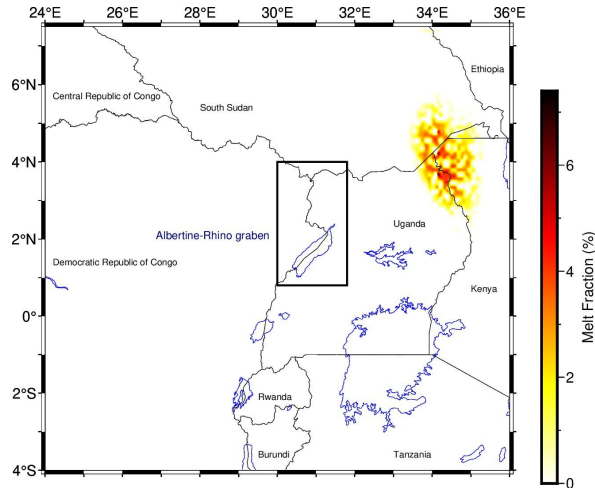 24°E 26°E 28°E 30°E 32°E 34°E 36°E
Ethiopia
6°N
Central Republic of Congo
South Sudan
6
4°N
Uganda
Albertine-Rhino graben
2°N
4
Democratic Republic of Congo
Kenya
Melt Fraction (%)
0°
2
Rwanda
2°S
Burundi
Tanzania
4°S
0